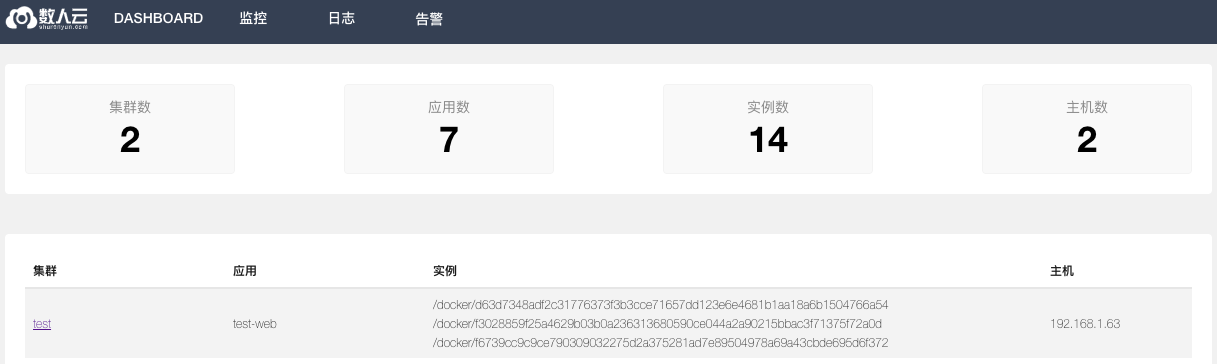 数人云 DASHBOARD 监控 日志 告警
shurenyun.com
集群数 应用数 实例数 主机数
2 7 14 2
集群 应用 实例 主机
/docker/d63d7348adf2c31776373f3b3cce71657dd123e6e4681b1aa18a6b1504766a54
test test-web /docker/f3028859f25a4629b03b0a236313680590ce044a2a90215bbac3f71375f72a0d 192.168.1.63
/docker/f6739cc9c9ce790309032275d2a375281ad7e89504978a69a43cbde695d6f372